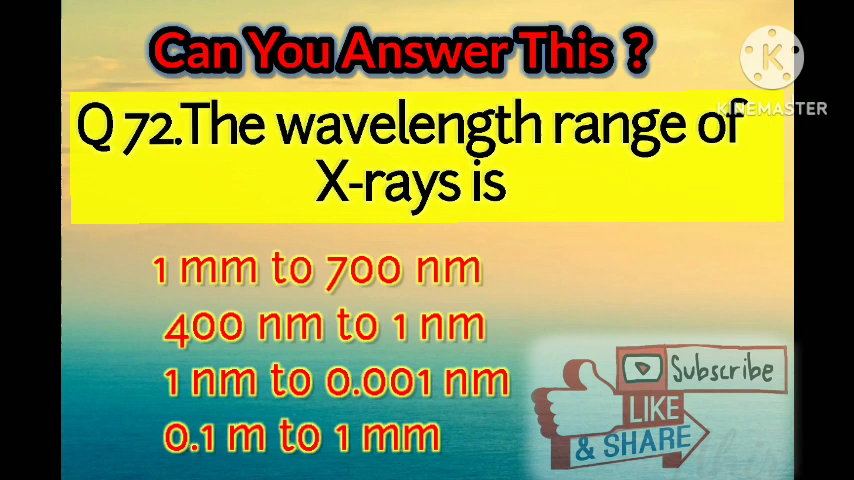 Can You Answer This ?
KINEMASTER
Q 72.The wavelength range of
X-rays is
1 mm to 700 nm
400 nm to 1 nm
1 nm to 0.001 nm
0.1 m to 1 mm
Subscribe
LIKE
& SHARE